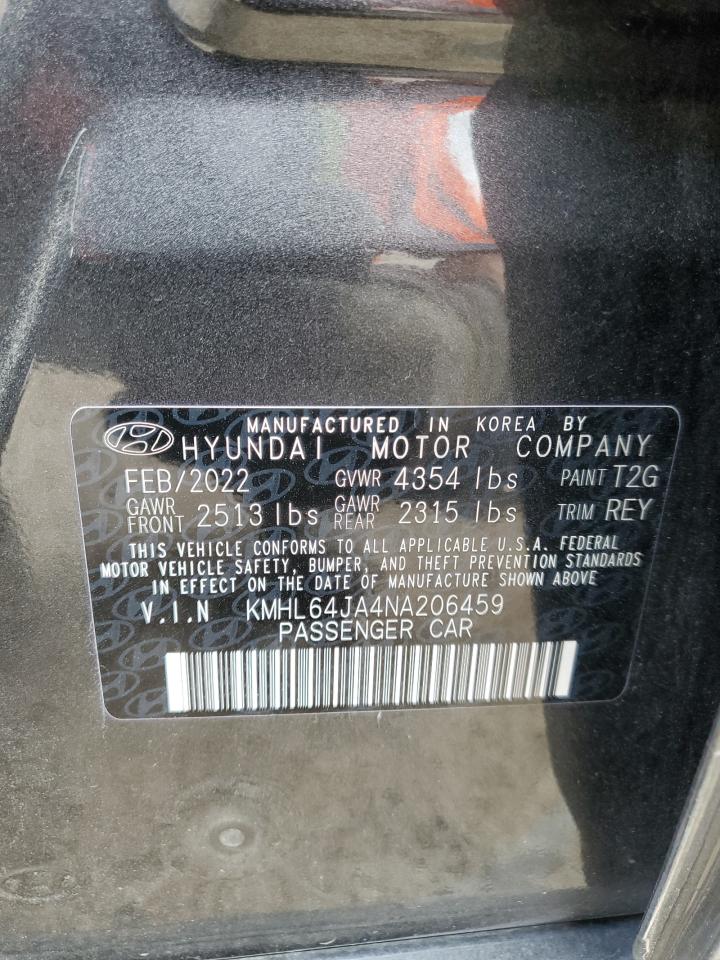 MANUFACTURED IN KOREA BY
HYUNDAI MOTOR COMPANY
FEB/2022 GVWR 4354 lbs PAINT T2G
GAWR FRONT 2513 lbs GAWR REAR 2315 lbs TRIM REY
THIS VEHICLE CONFORMS TO ALL APPLICABLE U.S.A. FEDERAL
MOTOR VEHICLE SAFETY, BUMPER, AND THEFT PREVENTION STANDARDS
IN EFFECT ON THE DATE OF MANUFACTURE SHOWN ABOVE
V.I.N KMHL64JA4NA206459
PASSENGER CAR